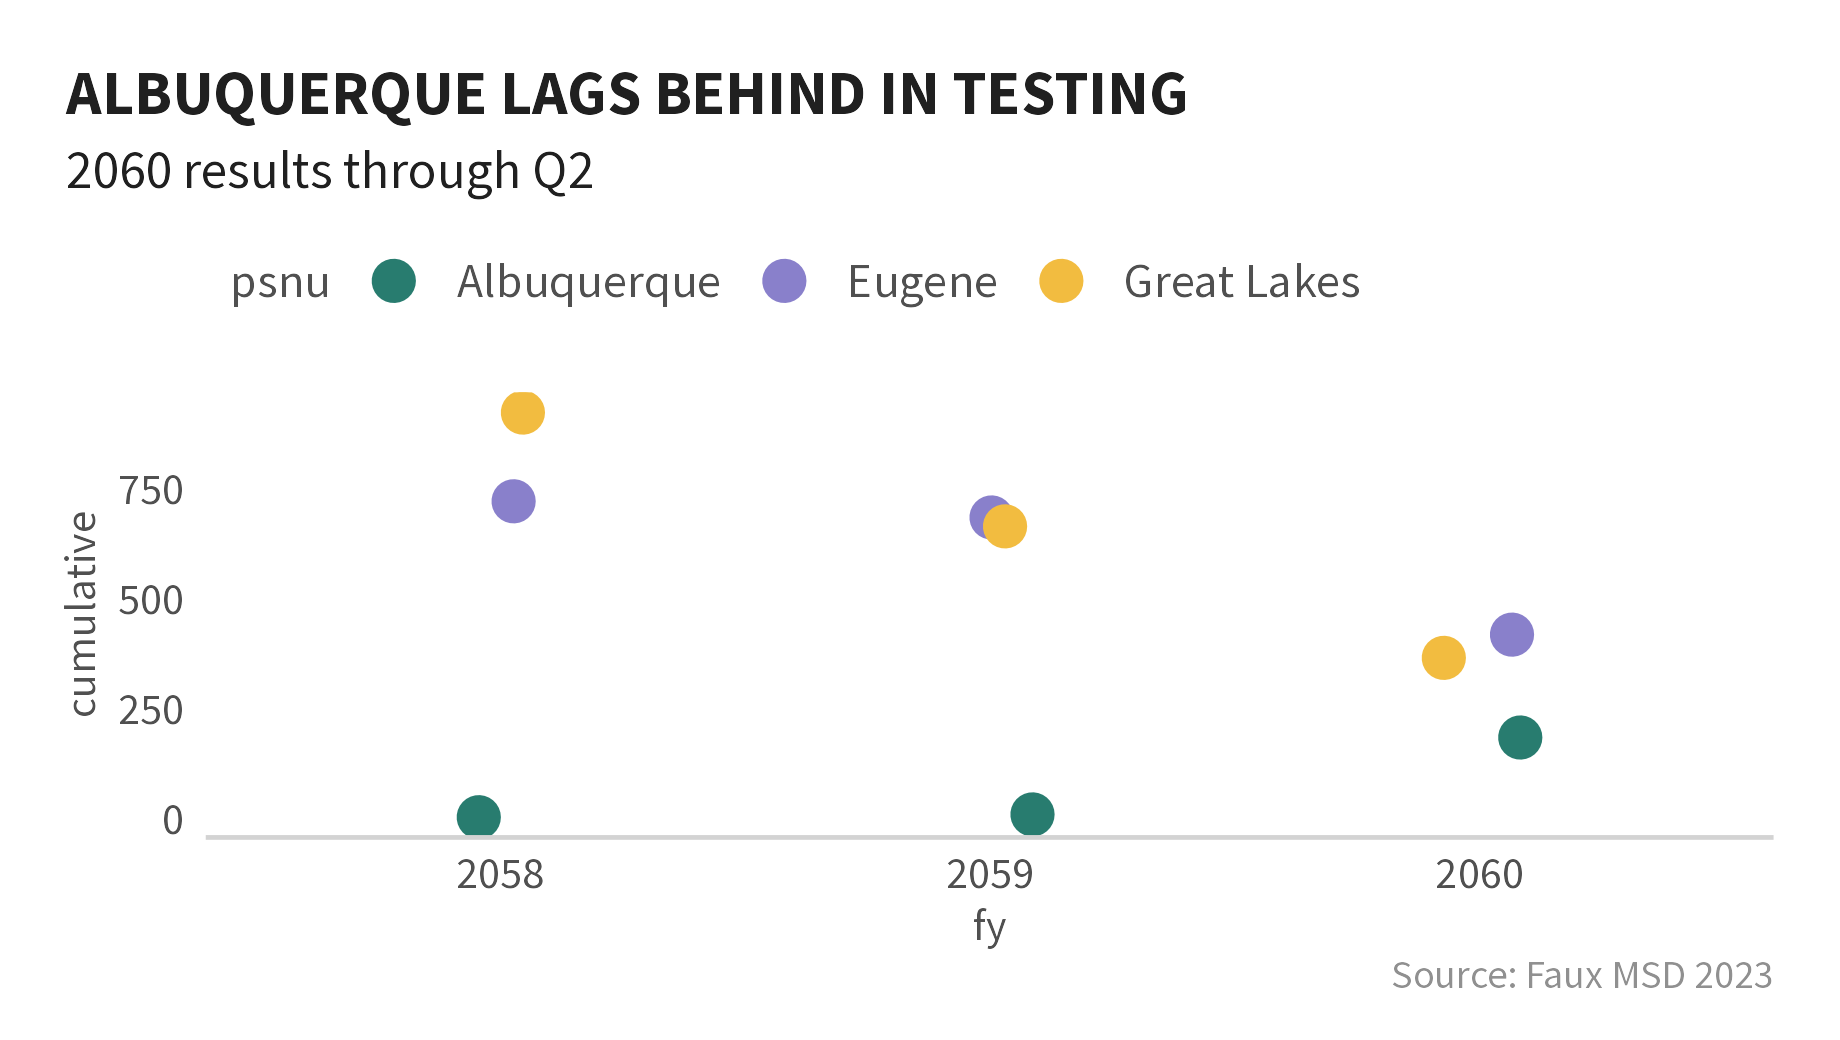 ALBUQUERQUE LAGS BEHIND IN TESTING
2060 results through Q2
psnu Albuquerque Eugene Great Lakes
cumulative
750
500
250
0
2058 2059 2060
fy
Source: Faux MSD 2023